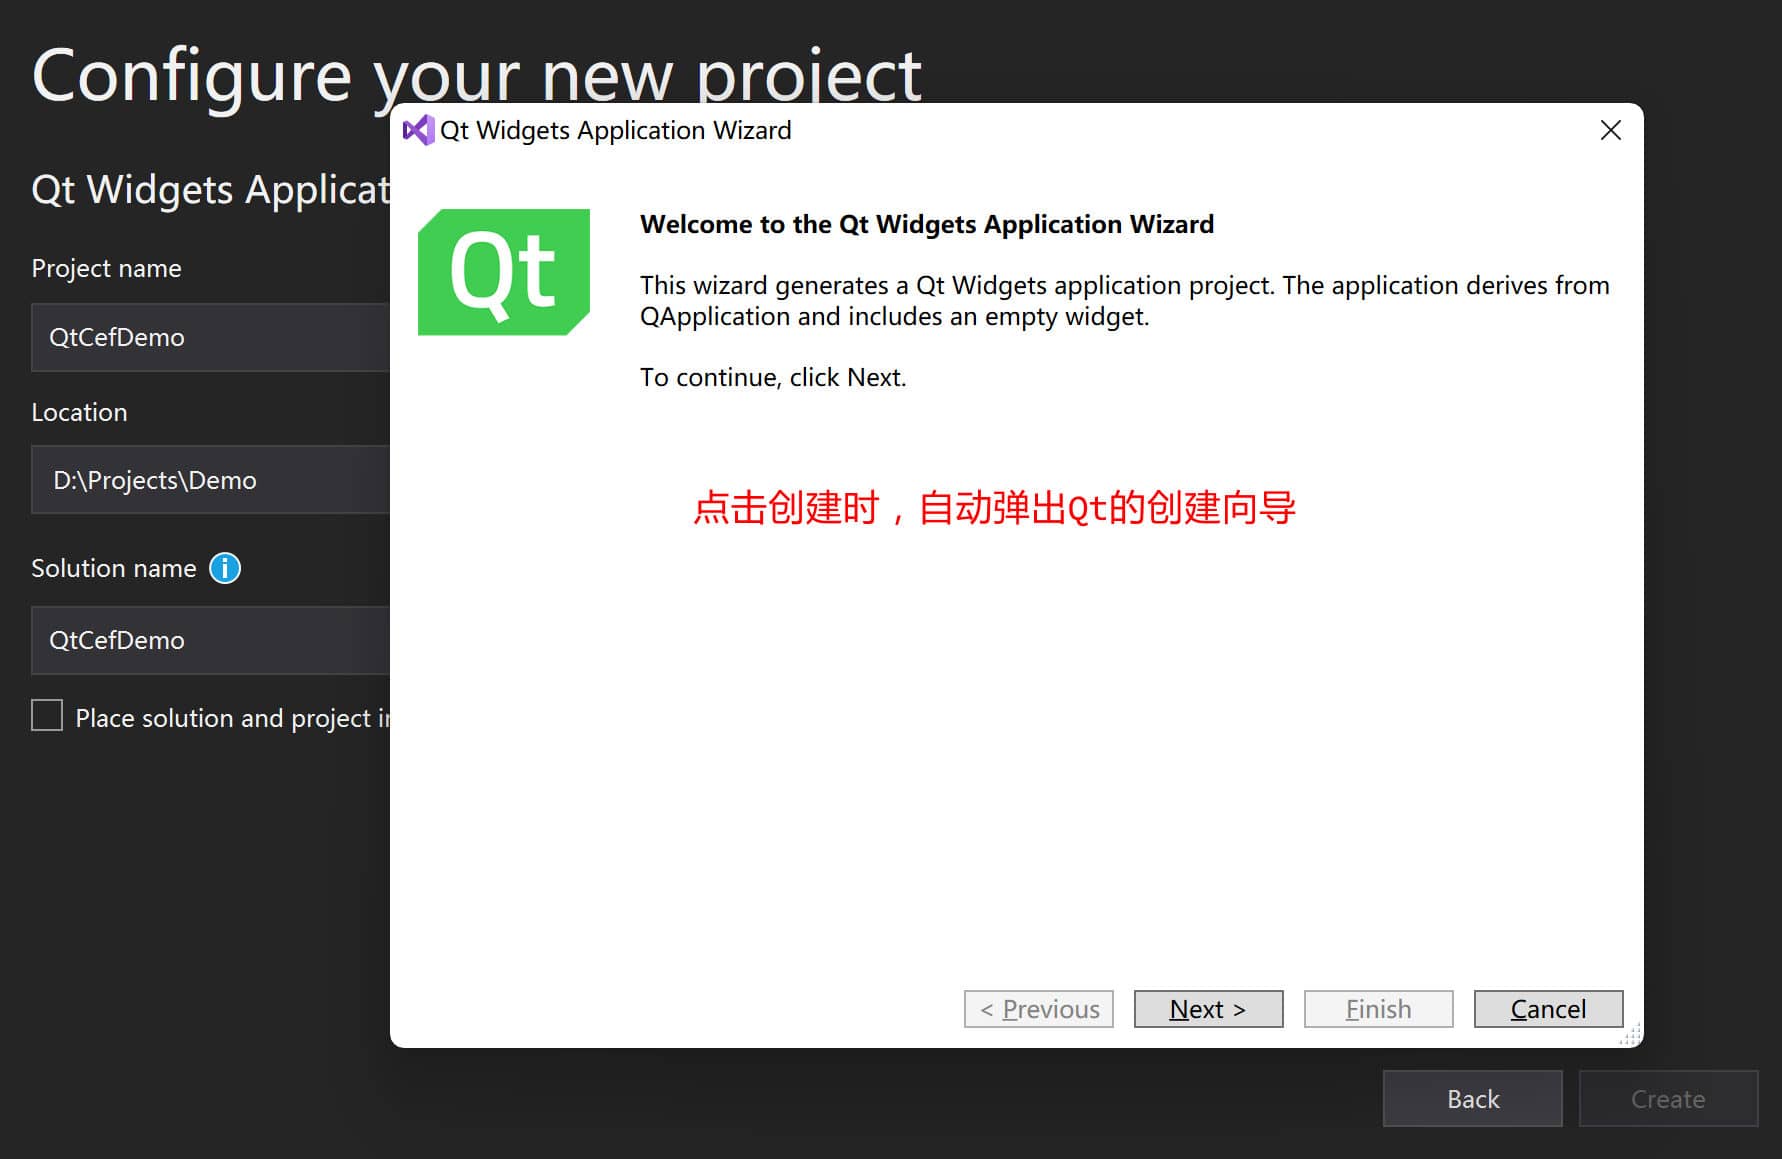 Configure your new project
Qt Widgets Application Wizard
Qt Widgets Applicat
Qt
Welcome to the Qt Widgets Application Wizard
This wizard generates a Qt Widgets application project. The application derives from
QApplication and includes an empty widget.
To continue, click Next.
点击创建时，自动弹出Qt的创建向导
Project name
QtCefDemo
Location
D:\Projects\Demo
Solution name
QtCefDemo
Place solution and project in
< Previous
Next >
Finish
Cancel
Back
Create